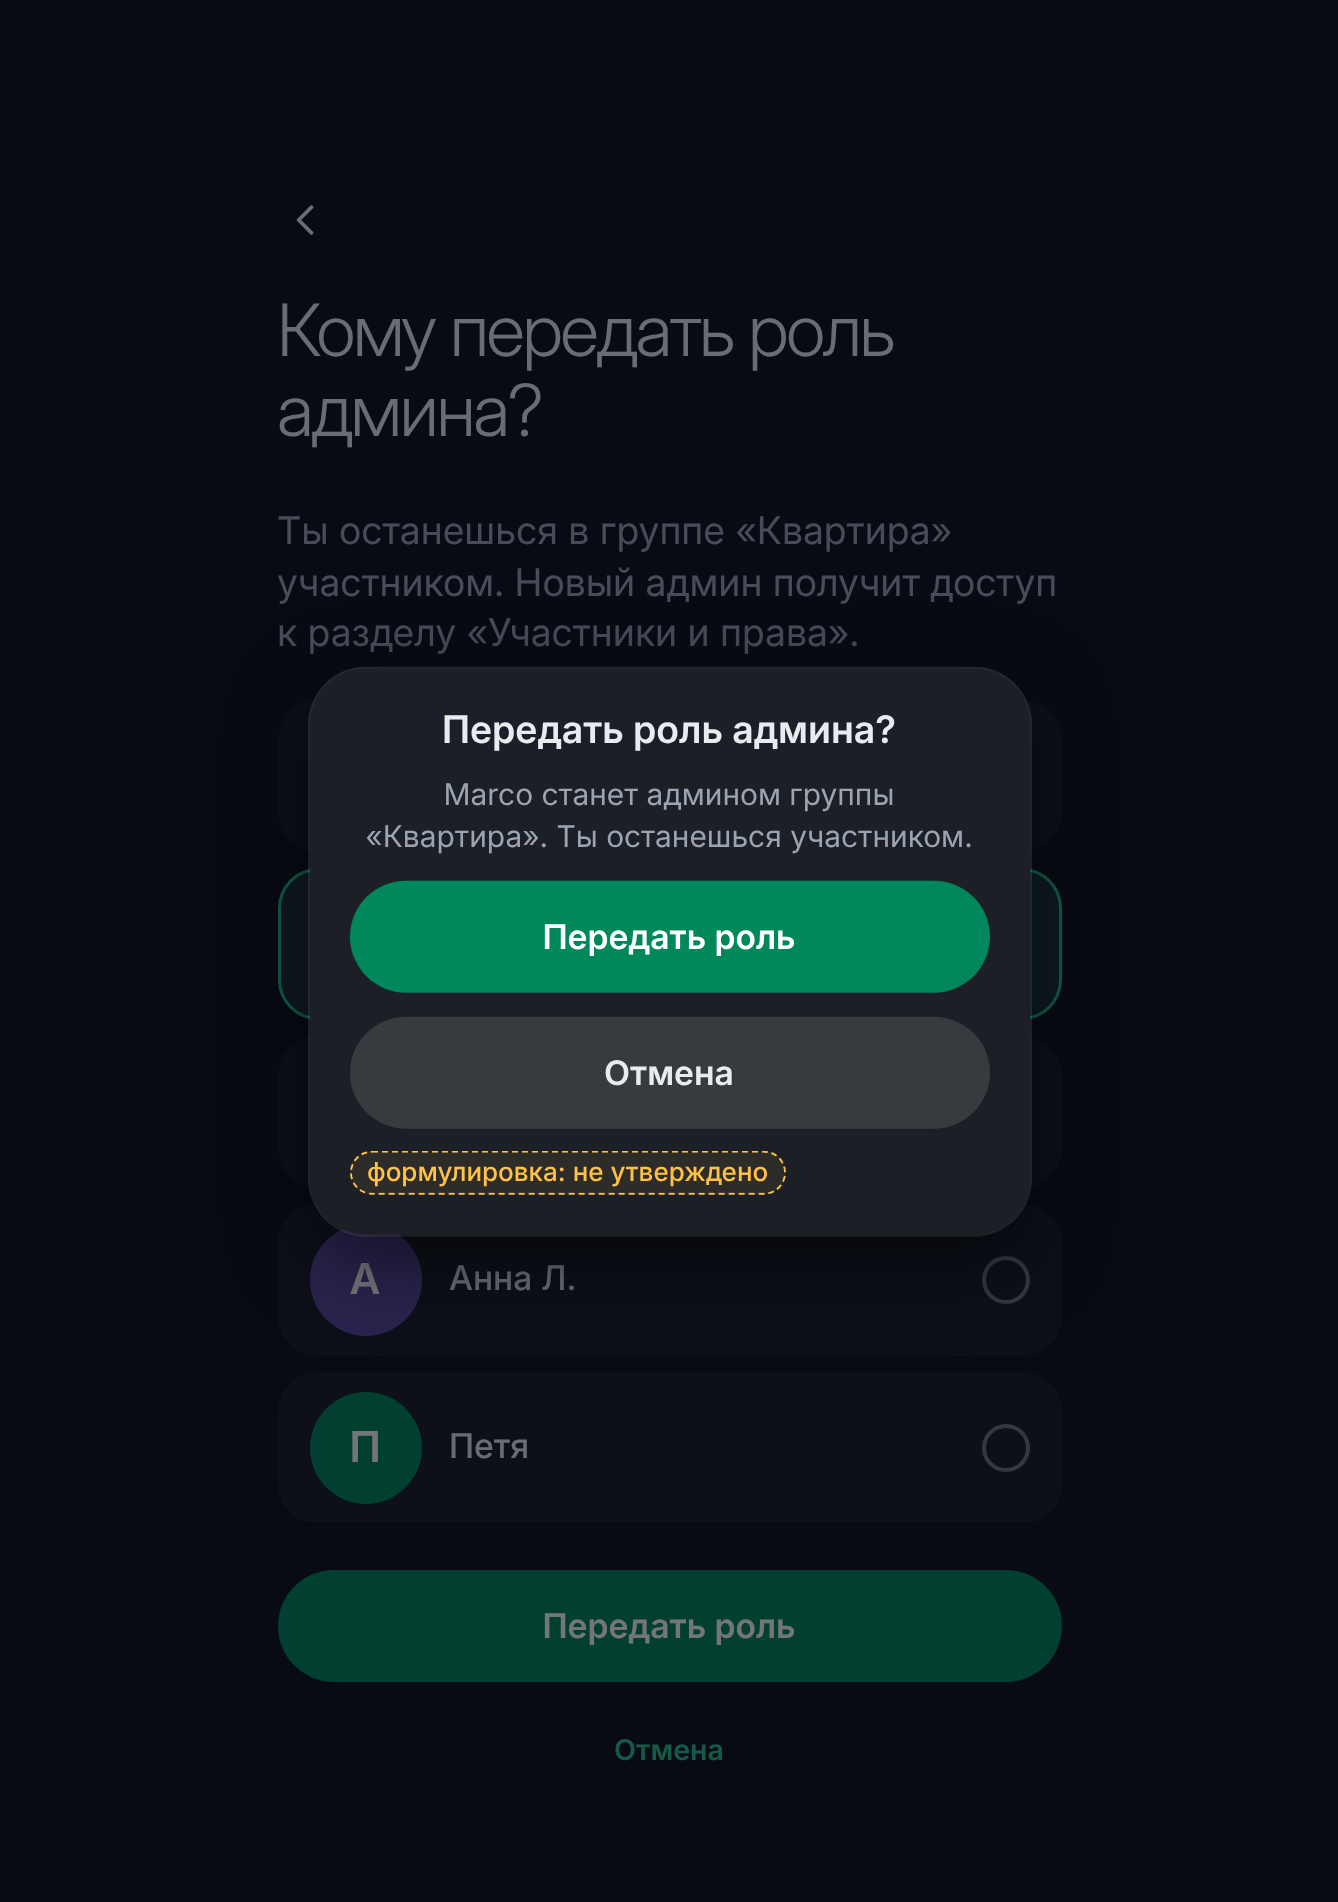 Кому передать роль
админа?
Ты останешься в группе «Квартира»
участником. Новый админ получит доступ
к разделу «Участники и права».
Передать роль админа?
Marco станет админом группы
«Квартира». Ты останешься участником.
Передать роль
Отмена
формулировка: не утверждено
А
Анна Л.
П
Петя
Передать роль
Отмена